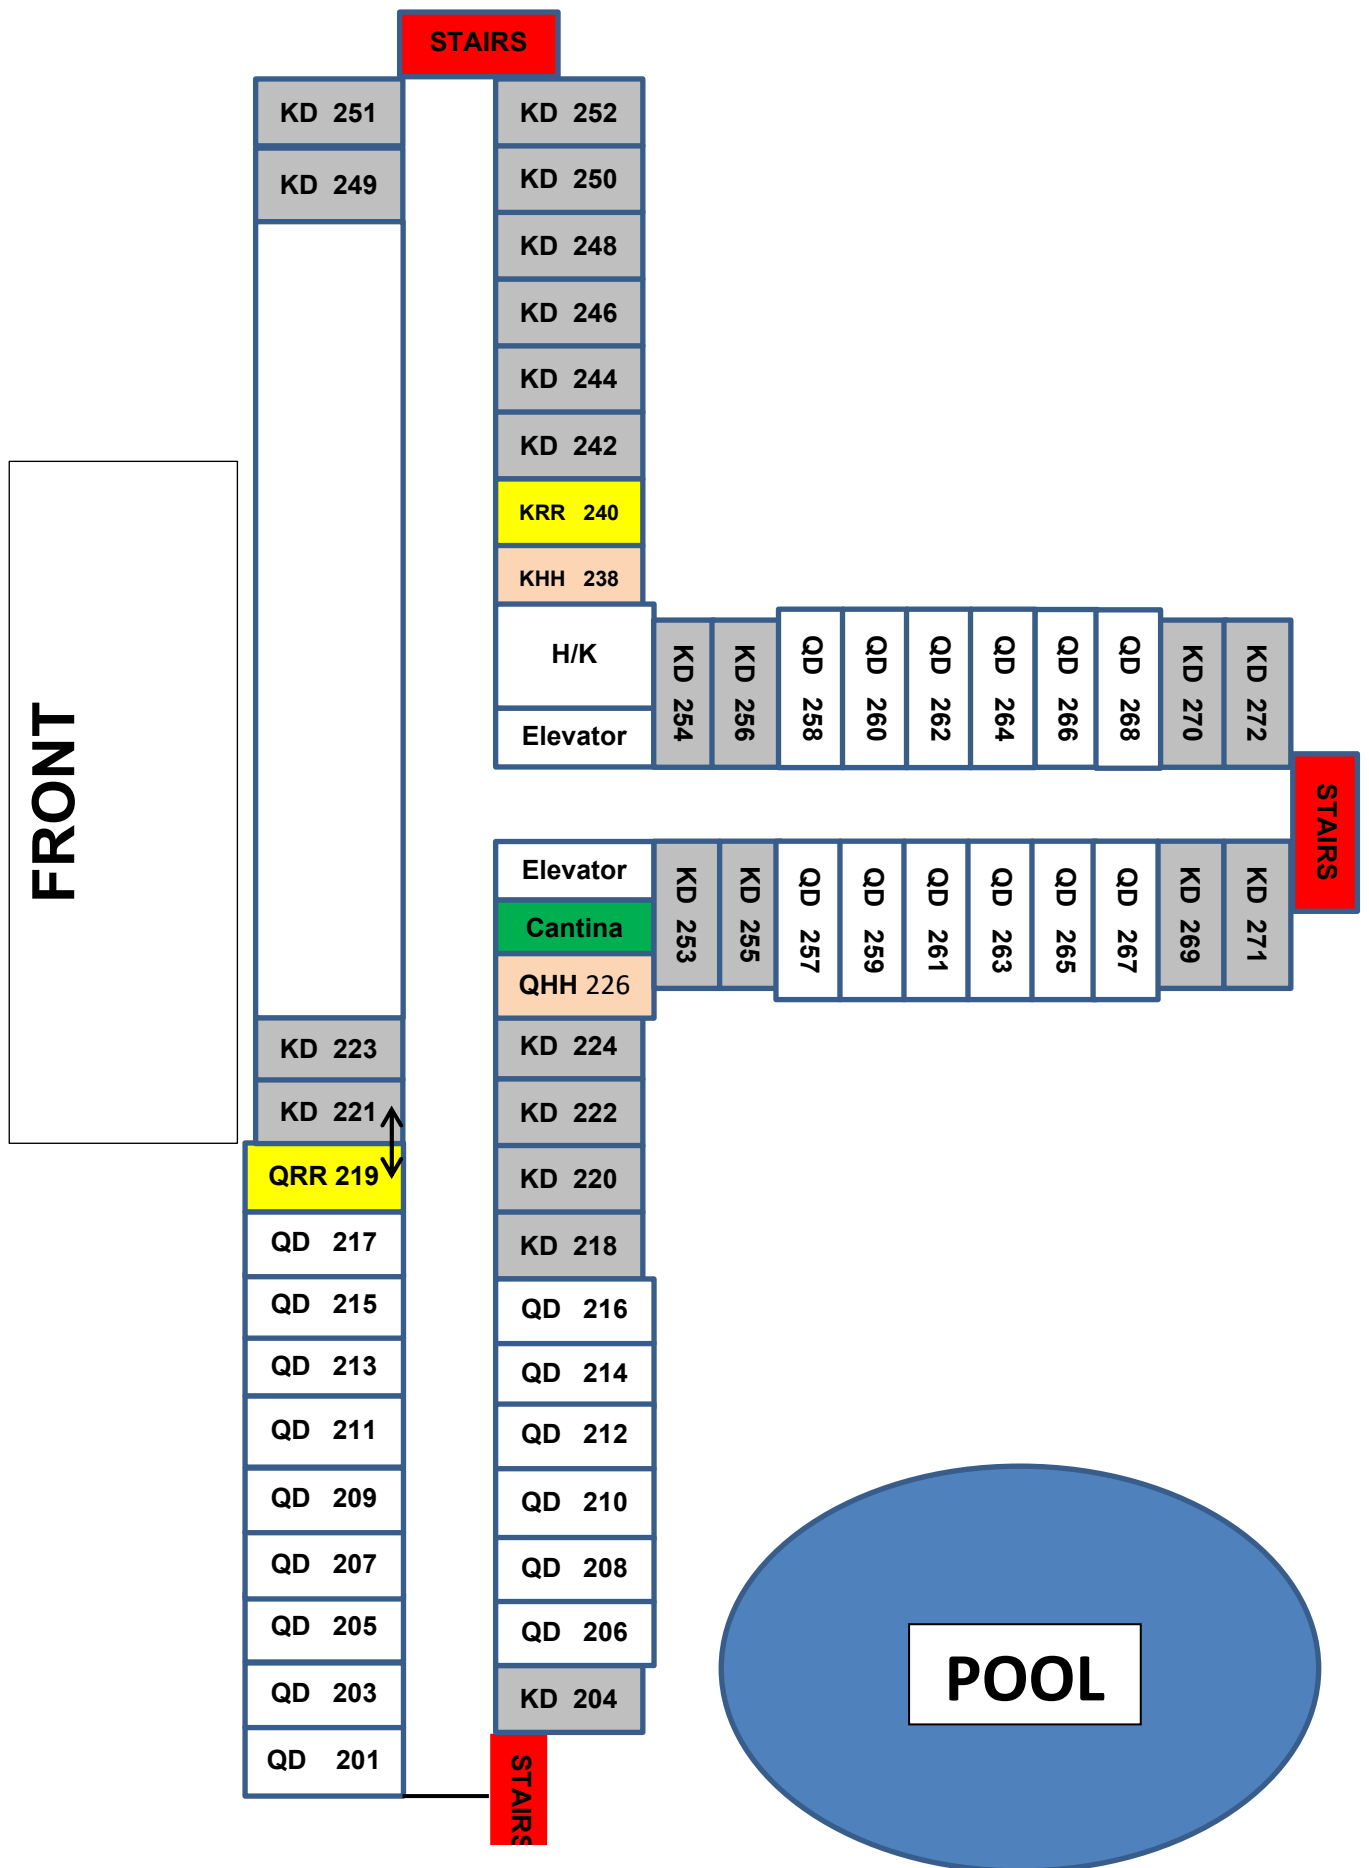 STAIRS
KD 251
KD 252
KD 249
KD 250
KD 248
KD 246
KD 244
KD 242
KRR 240
KHH 238
H/K
Elevator
KD 254
KD 256
QD 258
QD 260
QD 262
QD 264
QD 266
QD 268
KD 270
KD 272
STAIRS
FRONT
Elevator
Cantina
QHH 226
KD 253
KD 255
QD 257
QD 259
QD 261
QD 263
QD 265
QD 267
KD 269
KD 271
KD 223
KD 224
KD 221
KD 222
QRR 219
KD 220
QD 217
KD 218
QD 215
QD 216
QD 213
QD 214
QD 211
QD 212
QD 209
QD 210
QD 207
QD 208
QD 205
QD 206
QD 203
KD 204
QD 201
STAIRS
POOL